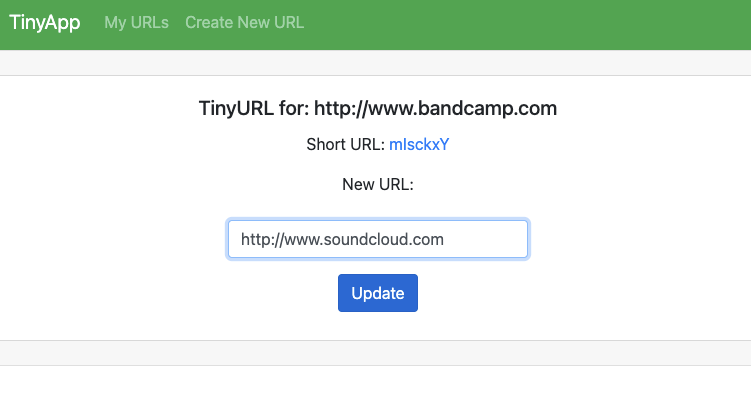 TinyApp My URLs Create New URL
TinyURL for: http://www.bandcamp.com
Short URL: mIsckxY
New URL:
http://www.soundcloud.com
Update